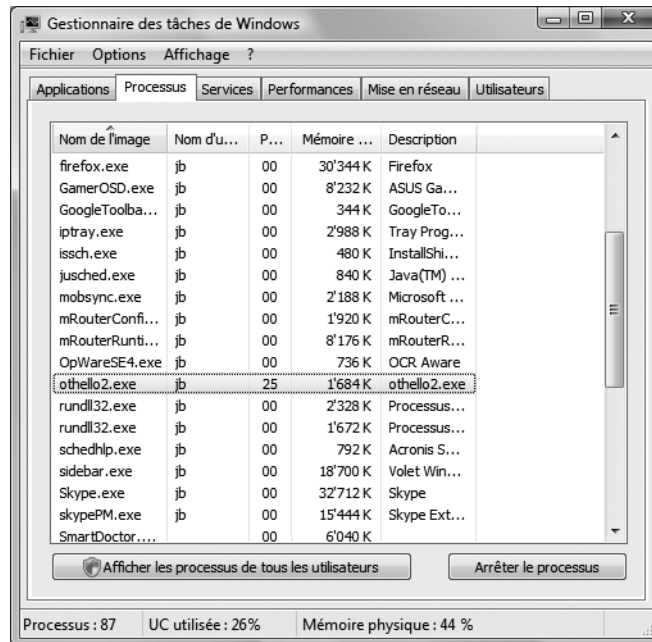 Gestionnaire des tâches de Windows
Fichier Options Affichage ?
Applications Processus Services Performances Mise en réseau Utilisateurs
Nom de l'image Nom d'u... P... Mémoire ... Description
firefox.exe jb 00 30'344 K Firefox
GamerOSD.exe jb 00 8'232 K ASUS Ga...
GoogleToolba... jb 00 344 K GoogleTo...
iptray.exe jb 00 2'988 K Tray Prog...
issch.exe jb 00 480 K InstallShi...
jusched.exe jb 00 840 K Java(TM) ...
mobsync.exe jb 00 2'188 K Microsoft ...
mRouterConfi... jb 00 1'920 K mRouterC...
mRouterRunti... jb 00 8'176 K mRouterR...
OpWareSE4.exe jb 00 736 K OCR Aware
othello2.exe jb 25 1'684 K othello2.exe
rundll32.exe jb 00 2'328 K Processus...
rundll32.exe jb 00 1'672 K Processus...
schedhlp.exe jb 00 792 K Acronis S...
sidebar.exe jb 00 18'700 K Volet Win...
Skype.exe jb 00 32'712 K Skype
skypePM.exe jb 00 15'444 K Skype Ext...
SmartDoctor.... 00 6'040 K
Afficher les processus de tous les utilisateurs Arrêter le processus
Processus : 87 UC utilisée : 26% Mémoire physique : 44 %